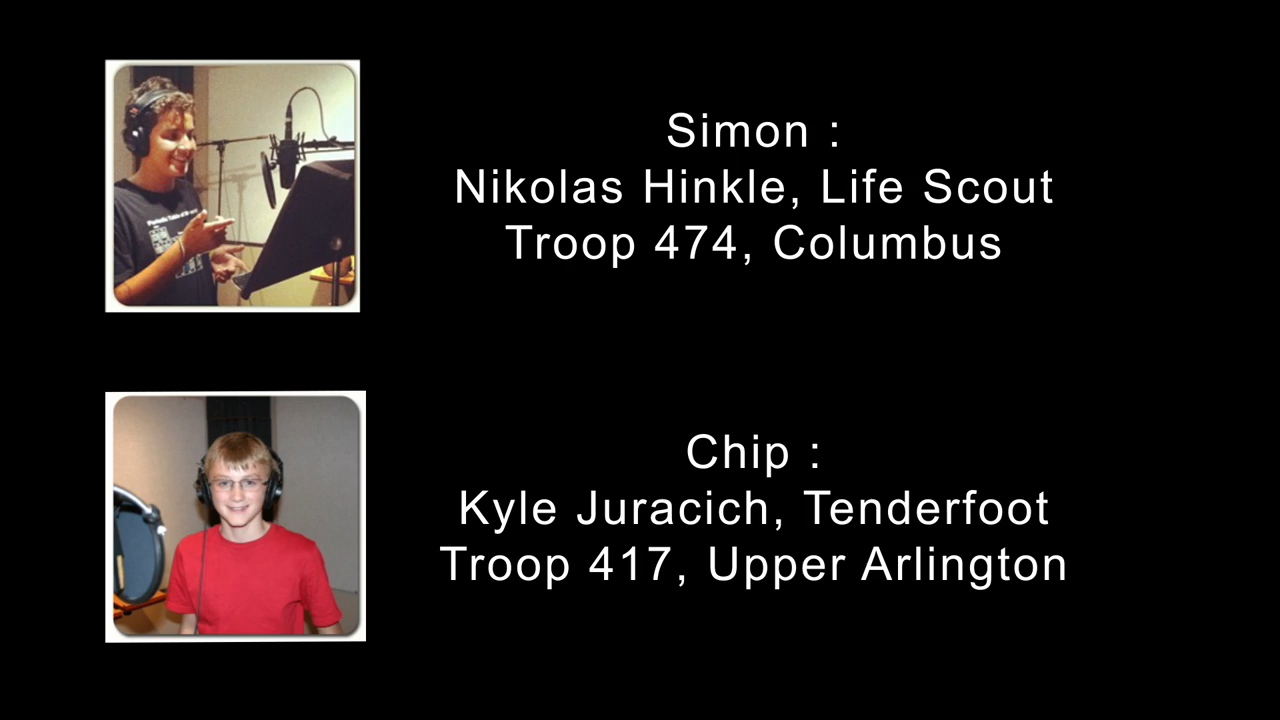 Simon :
Nikolas Hinkle, Life Scout
Troop 474, Columbus
Chip :
Kyle Juracich, Tenderfoot
Troop 417, Upper Arlington